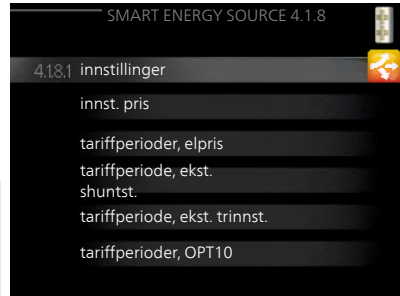 SMART ENERGY SOURCE 4.1.8
4.1.8.1 innstillinger
innst. pris
tariffperioder, elpris
tariffperiode, ekst.
shuntst.
tariffperiode, ekst. trinnst.
tariffperioder, OPT10